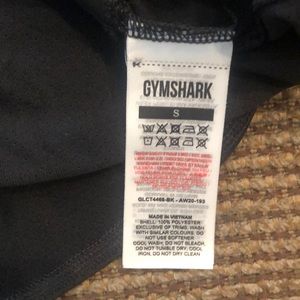 GYMSHARK
S
GLCT4466-BK - AW20-193
MADE IN VIETNAM
SHELL: 100% POLYESTER
EXCLUSIVE OF TRIMS. WASH
WITH SIMILAR COLOURS. DO
NOT USE SOFTENER
COOL WASH, DO NOT BLEACH,
DO NOT TUMBLE DRY, COOL
IRON, DO NOT DRY CLEAN